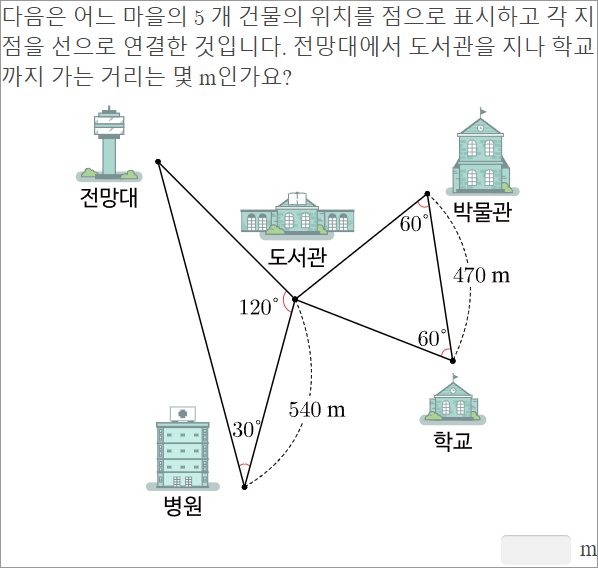 다음은 어느 마을의 5 개 건물의 위치를 점으로 표시하고 각 지
점을 선으로 연결한 것입니다. 전망대에서 도서관을 지나 학교
까지 가는 거리는 몇 m인가요?
전망대
박물관
60°
도서관
470 m
120°
60°
540 m
학교
30°
병원
m